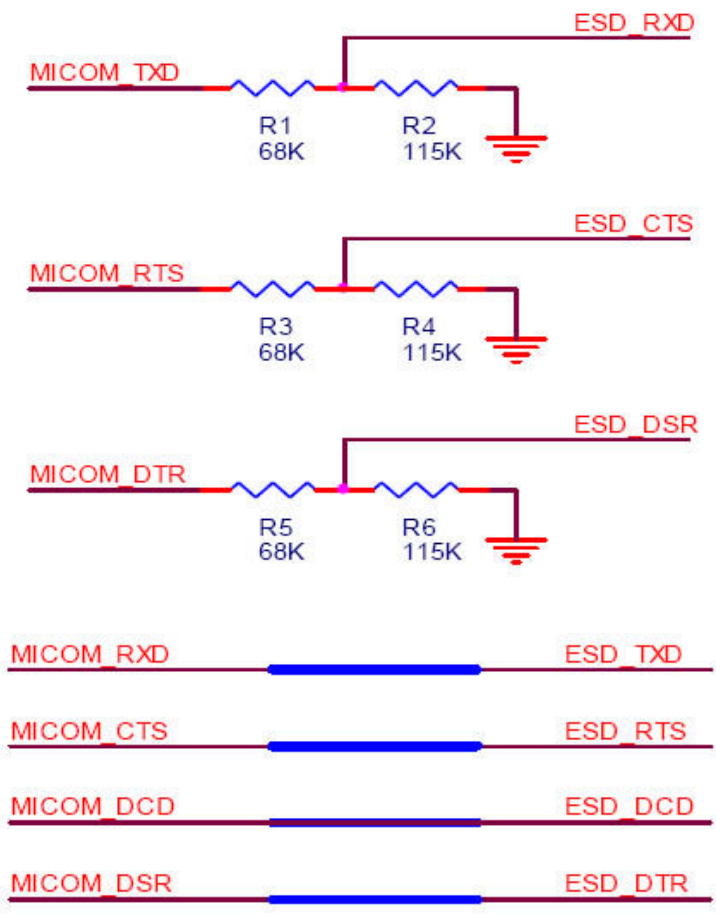 ESD_RXD
MICOM_TXD
R1 R2
68K 115K
ESD_CTS
MICOM_RTS
R3 R4
68K 115K
ESD_DSR
MICOM_DTR
R5 R6
68K 115K
MICOM_RXD ESD_TXD
MICOM_CTS ESD_RTS
MICOM_DCD ESD_DCD
MICOM_DSR ESD_DTR